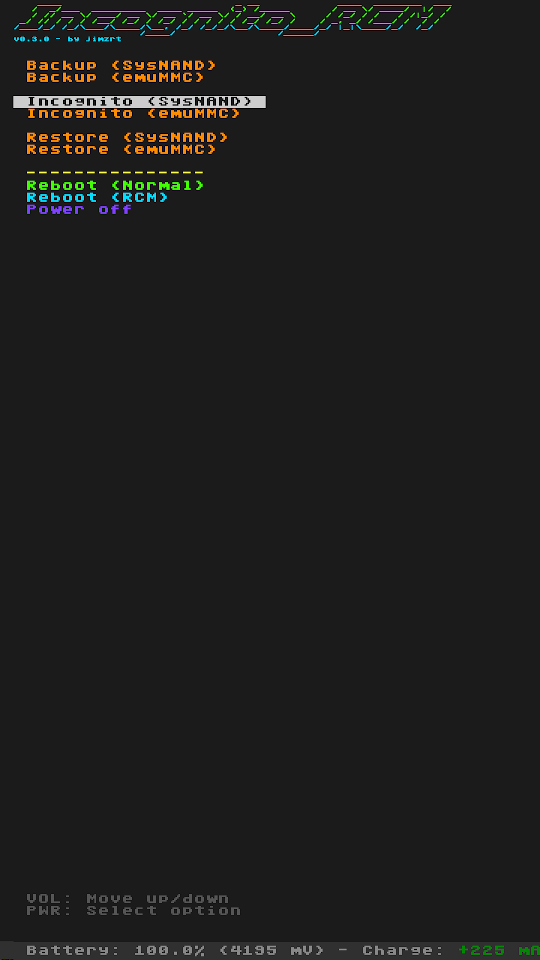 Incognito_RCM
v0.3.0 - by jimzrt
Backup (SysNAND)
Backup (emuMMC)
Incognito (SysNAND)
Incognito (emuMMC)
Restore (SysNAND)
Restore (emuMMC)
---------------
Reboot (Normal)
Reboot (RCM)
Power off
VOL: Move up/down
PWR: Select option
Battery: 100.0% (4195 mV) - Charge: +225 mA